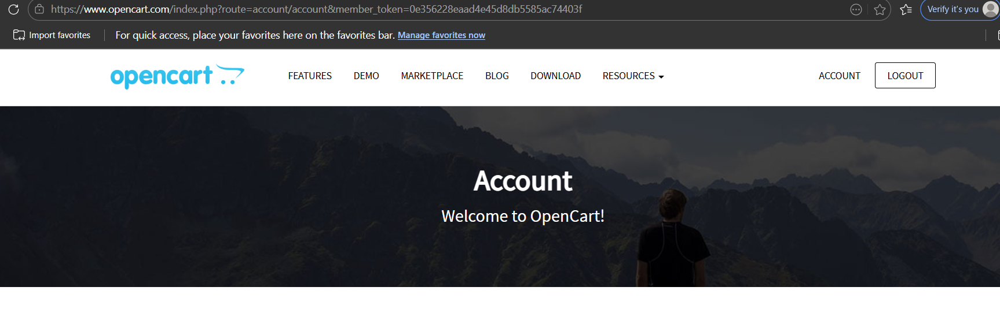 https://www.opencart.com/index.php?route=account/account&member_token=0e356228eaad4e45d8db5585ac74403f
Verify it's you
Import favorites
For quick access, place your favorites here on the favorites bar. Manage favorites now
opencart
FEATURES DEMO MARKETPLACE BLOG DOWNLOAD RESOURCES ACCOUNT LOGOUT
Account
Welcome to OpenCart!